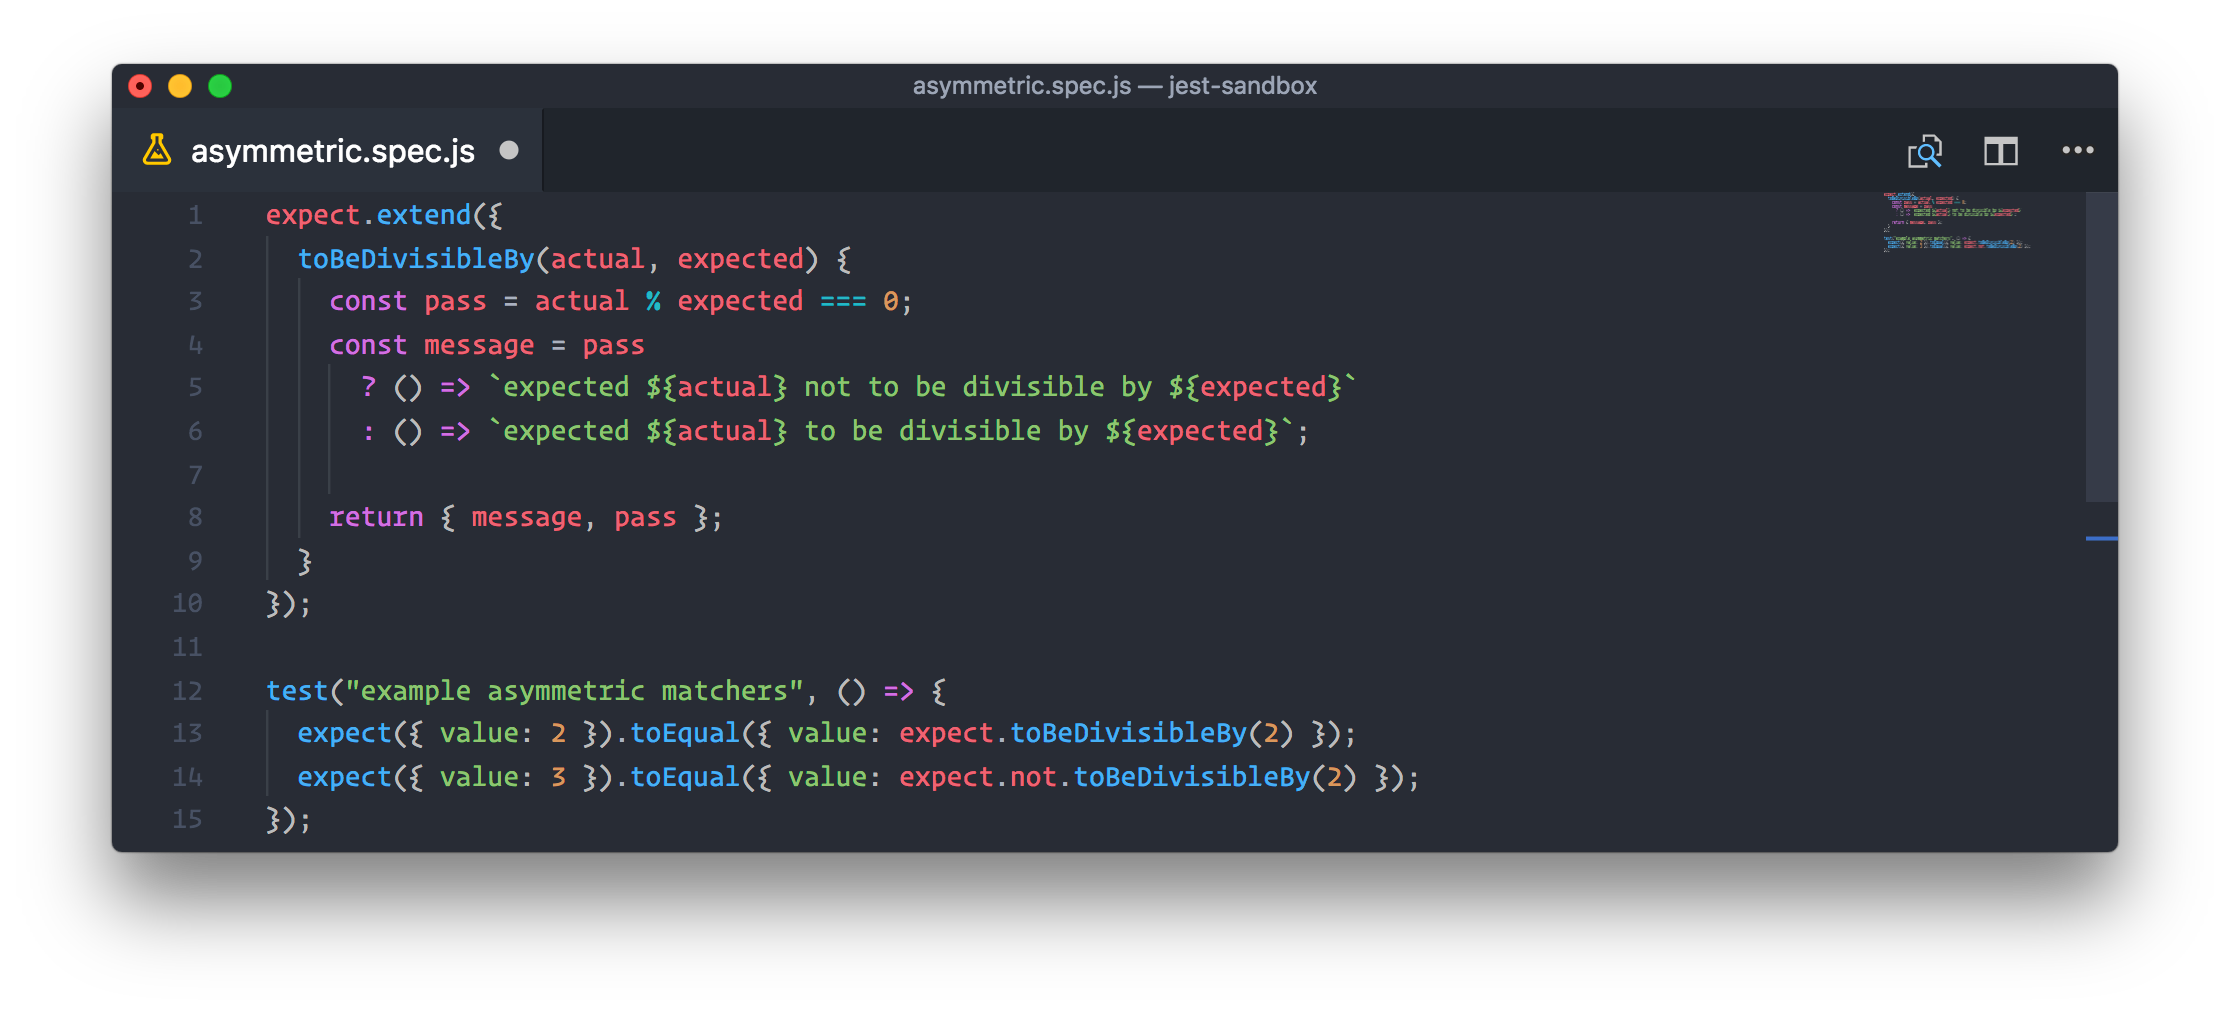 asymmetric.spec.js — jest-sandbox
asymmetric.spec.js
1 expect.extend({
2   toBeDivisibleBy(actual, expected) {
3     const pass = actual % expected === 0;
4     const message = pass
5       ? () => `expected ${actual} not to be divisible by ${expected}`
6       : () => `expected ${actual} to be divisible by ${expected}`;
7
8     return { message, pass };
9   }
10 });
11
12 test("example asymmetric matchers", () => {
13   expect({ value: 2 }).toEqual({ value: expect.toBeDivisibleBy(2) });
14   expect({ value: 3 }).toEqual({ value: expect.not.toBeDivisibleBy(2) });
15 });